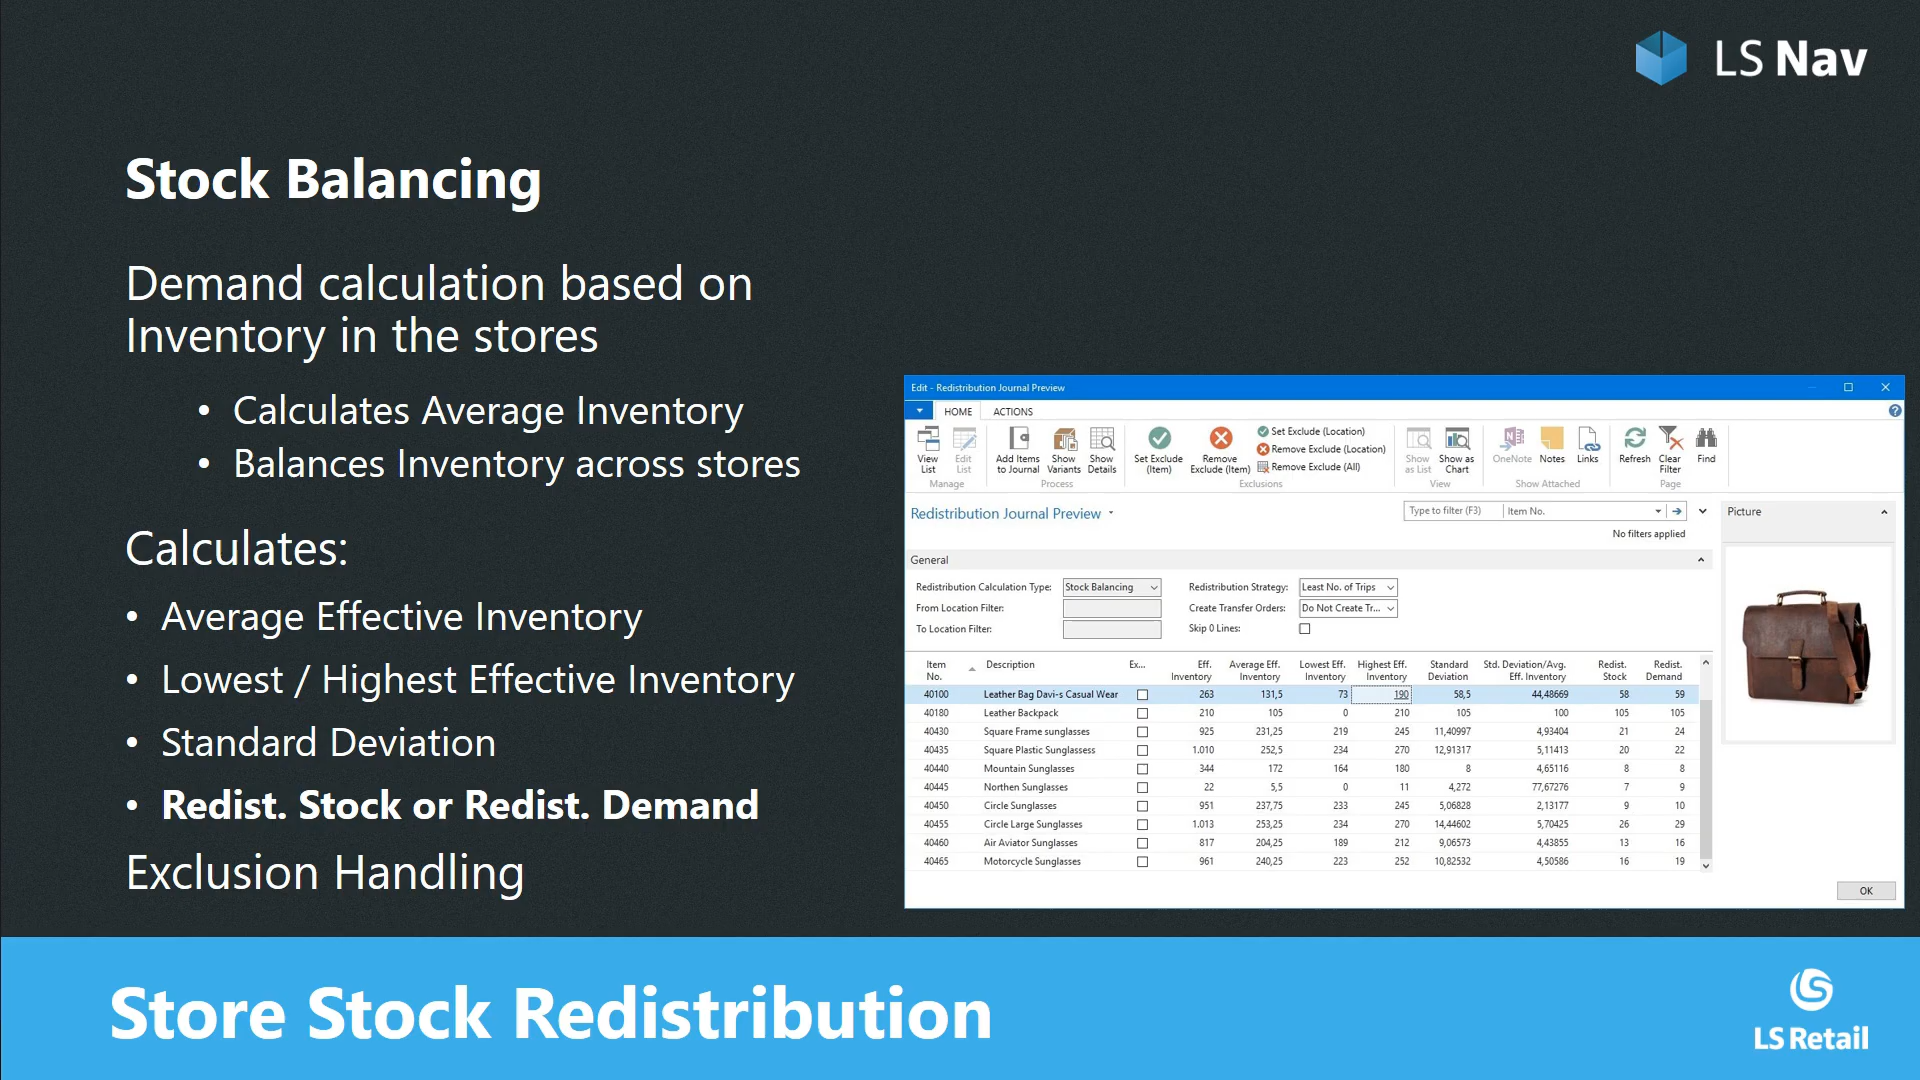 LS Nav
Stock Balancing
Demand calculation based on
Inventory in the stores
• Calculates Average Inventory
• Balances Inventory across stores
Calculates:
• Average Effective Inventory
• Lowest / Highest Effective Inventory
• Standard Deviation
• Redist. Stock or Redist. Demand
Exclusion Handling
Edit - Redistribution Journal Preview
HOME ACTIONS
View List
Edit List
Manage
Add Items to Journal
Show Variants
Show Details
Process
Set Exclude (Item)
Remove Exclude (Item)
Set Exclude (Location)
Remove Exclude (Location)
Remove Exclude (All)
Exclusions
Show as List
Show as Chart
View
OneNote
Notes
Links
Show Attached
Refresh
Clear Filter
Find
Page
Redistribution Journal Preview
Type to filter (F3) Item No.
No filters applied
Picture
General
Redistribution Calculation Type: Stock Balancing
From Location Filter:
To Location Filter:
Redistribution Strategy: Least No. of Trips
Create Transfer Orders: Do Not Create Tr...
Skip 0 Lines:
Item No. Description Ex... Eff. Inventory Average Eff. Inventory Lowest Eff. Inventory Highest Eff. Inventory Standard Deviation Std. Deviation/Avg. Eff. Inventory Redist. Stock Redist. Demand
40100 Leather Bag Davi-s Casual Wear 263 131,5 73 190 58,5 44,48669 58 59
40180 Leather Backpack 210 105 0 210 105 100 105 105
40430 Square Frame sunglasses 925 231,25 219 245 11,40997 4,93404 21 24
40435 Square Plastic Sunglassess 1.010 252,5 234 270 12,91317 5,11413 20 22
40440 Mountain Sunglasses 344 172 164 180 8 4,65116 8 8
40445 Northen Sunglasses 22 5,5 0 11 4,272 77,67276 7 9
40450 Circle Sunglasses 951 237,75 233 245 5,06828 2,13177 9 10
40455 Circle Large Sunglasses 1.013 253,25 234 270 14,44602 5,70425 26 29
40460 Air Aviator Sunglasses 817 204,25 189 212 9,06573 4,43855 13 16
40465 Motorcycle Sunglasses 961 240,25 223 252 10,82532 4,50586 16 19
OK
Store Stock Redistribution
LS Retail